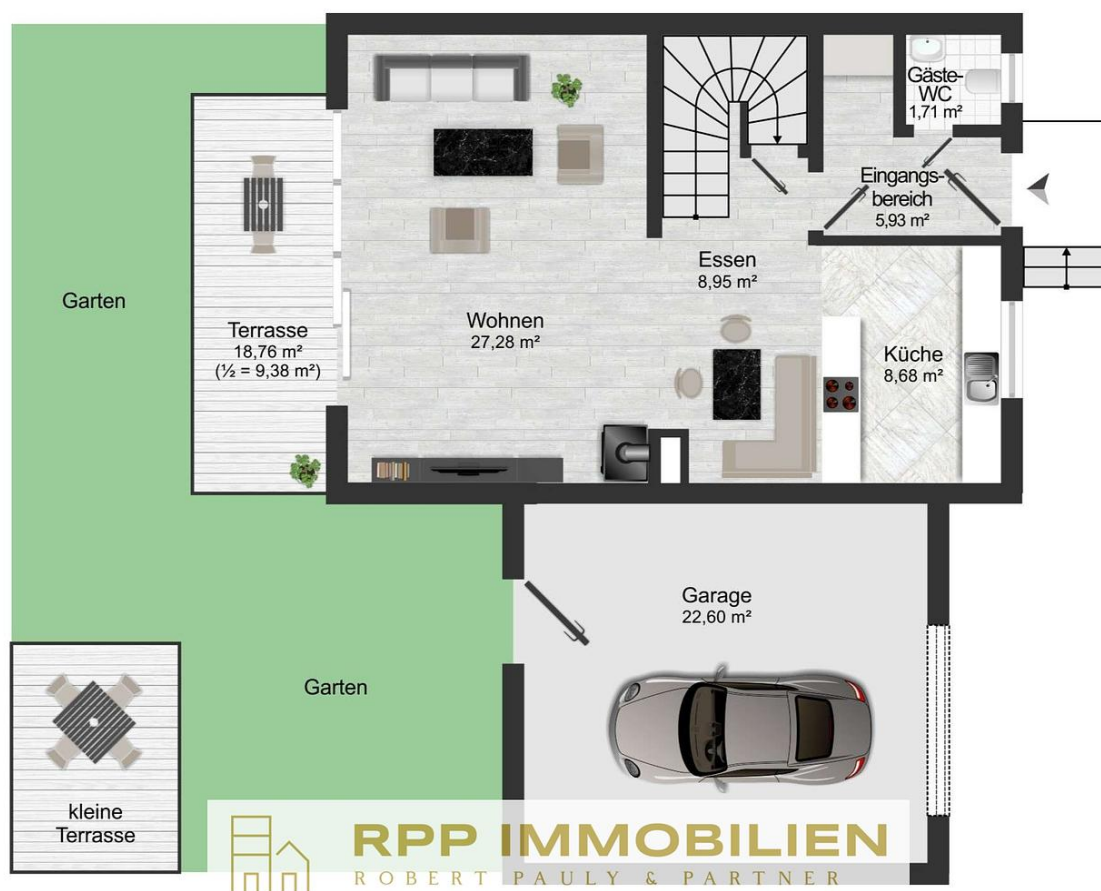 Gäste-
WC
1,71 m²
Eingangs-
bereich
5,93 m²
Essen
8,95 m²
Garten
Wohnen
27,28 m²
Terrasse
18,76 m²
(½ = 9,38 m²)
Küche
8,68 m²
Garage
22,60 m²
Garten
kleine
Terrasse
RPP IMMOBILIEN
ROBERT PAULY & PARTNER